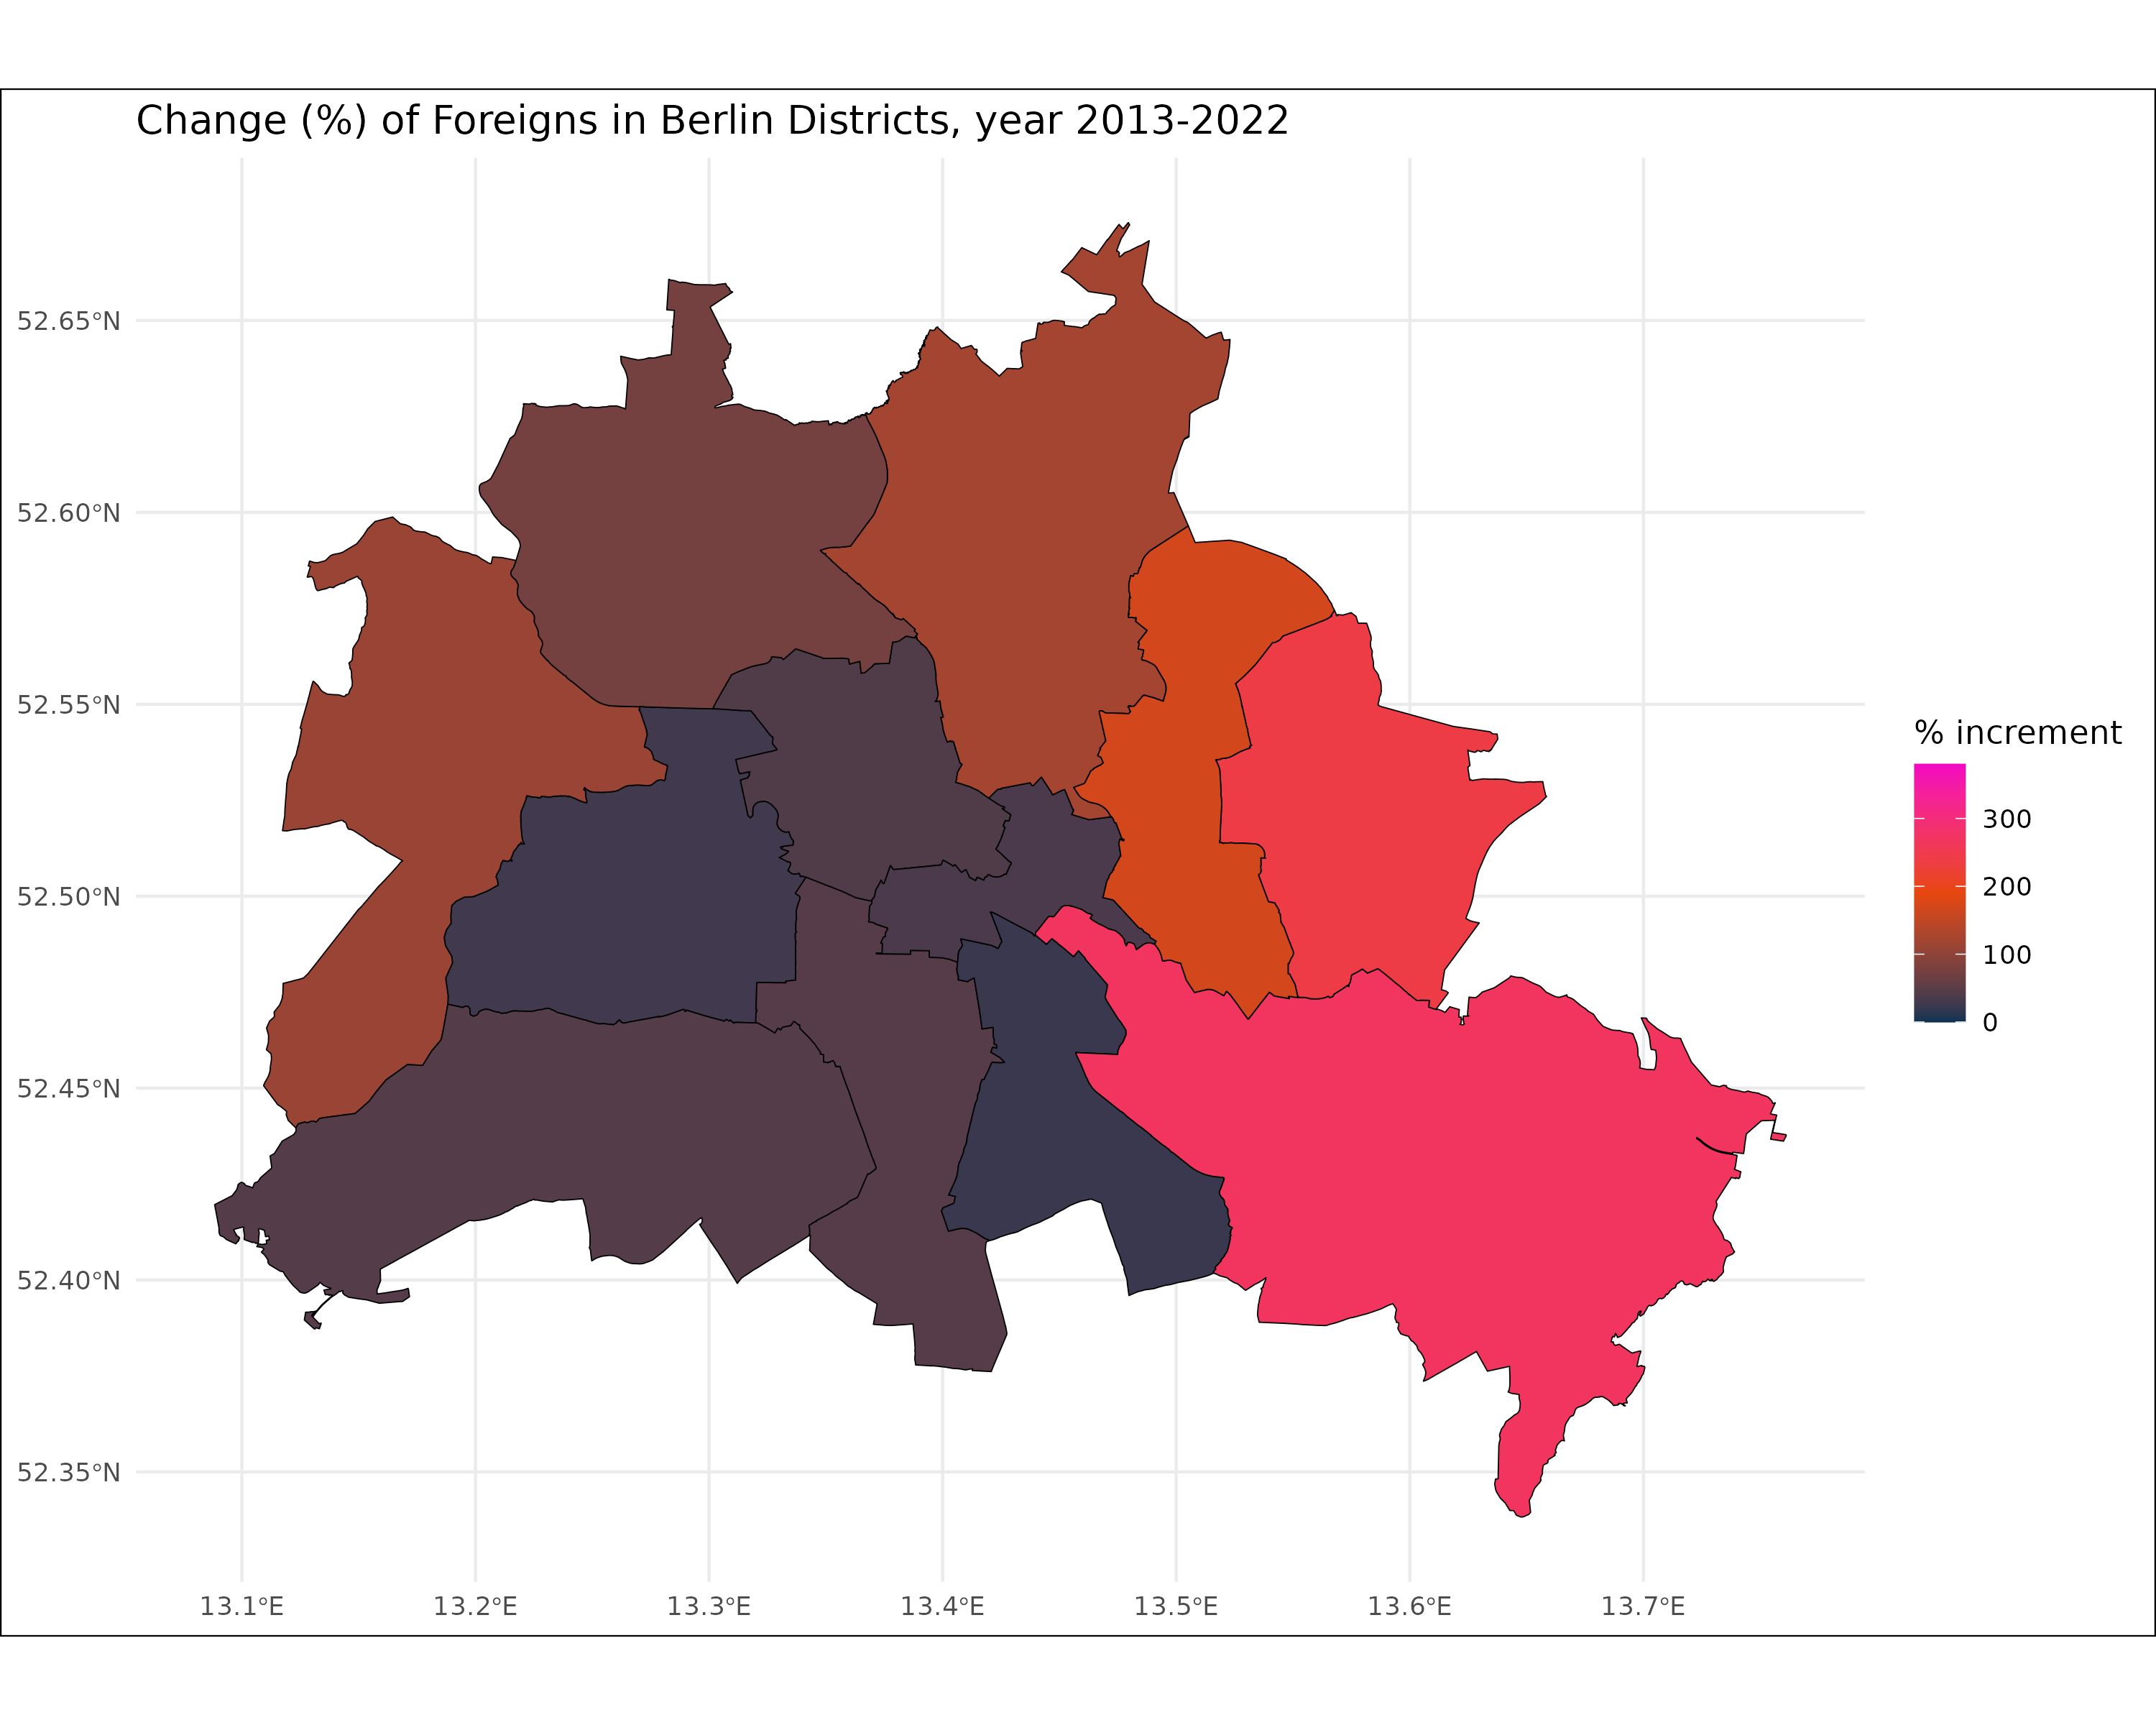 Change (%) of Foreigns in Berlin Districts, year 2013-2022
52.65°N
52.60°N
52.55°N
52.50°N
52.45°N
52.40°N
52.35°N
13.1°E
13.2°E
13.3°E
13.4°E
13.5°E
13.6°E
13.7°E
% increment
300
200
100
0